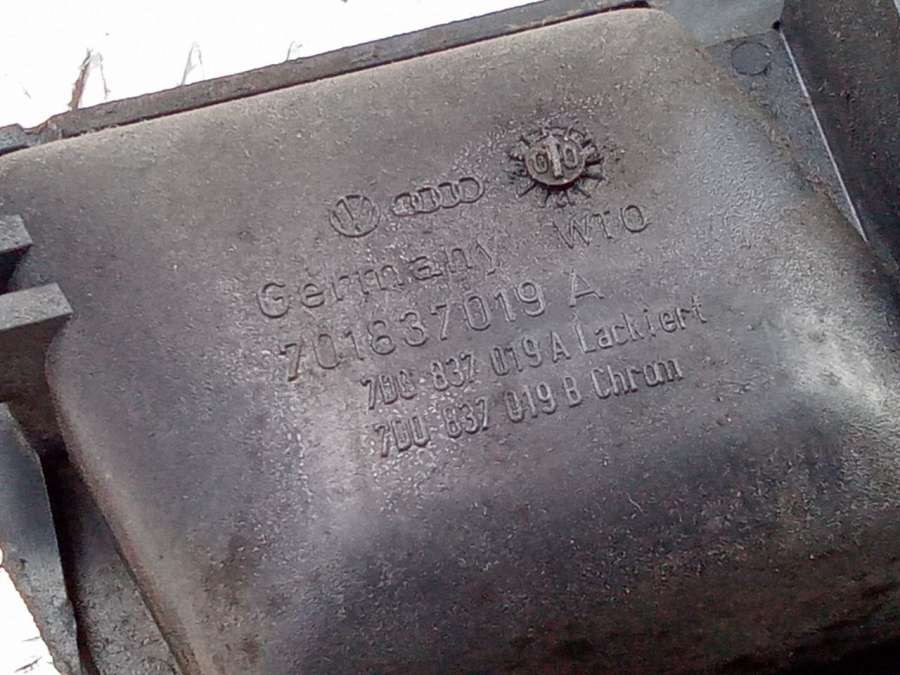 Germany WTO
701837019 A
7D0 837 019 A Lackiert
7D0 837 019 B Chrom